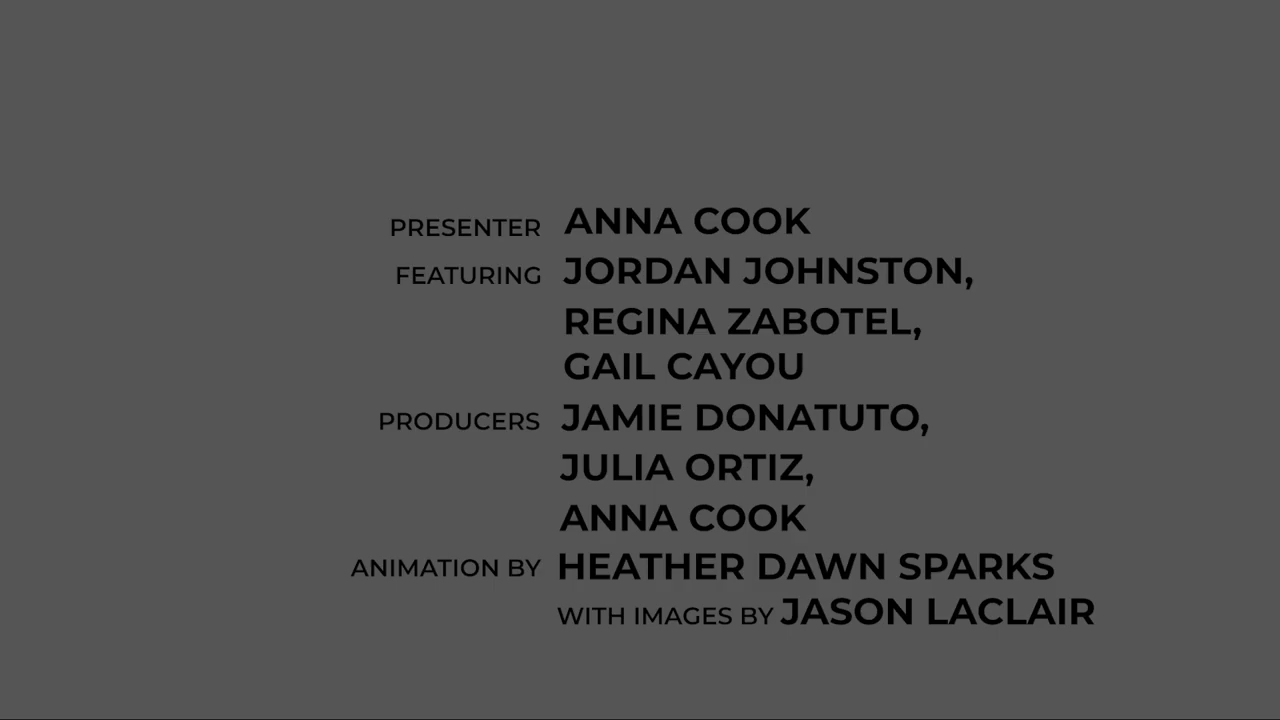 PRESENTER ANNA COOK
FEATURING JORDAN JOHNSTON,
REGINA ZABOTEL,
GAIL CAYOU
PRODUCERS JAMIE DONATUTO,
JULIA ORTIZ,
ANNA COOK
ANIMATION BY HEATHER DAWN SPARKS
WITH IMAGES BY JASON LACLAIR